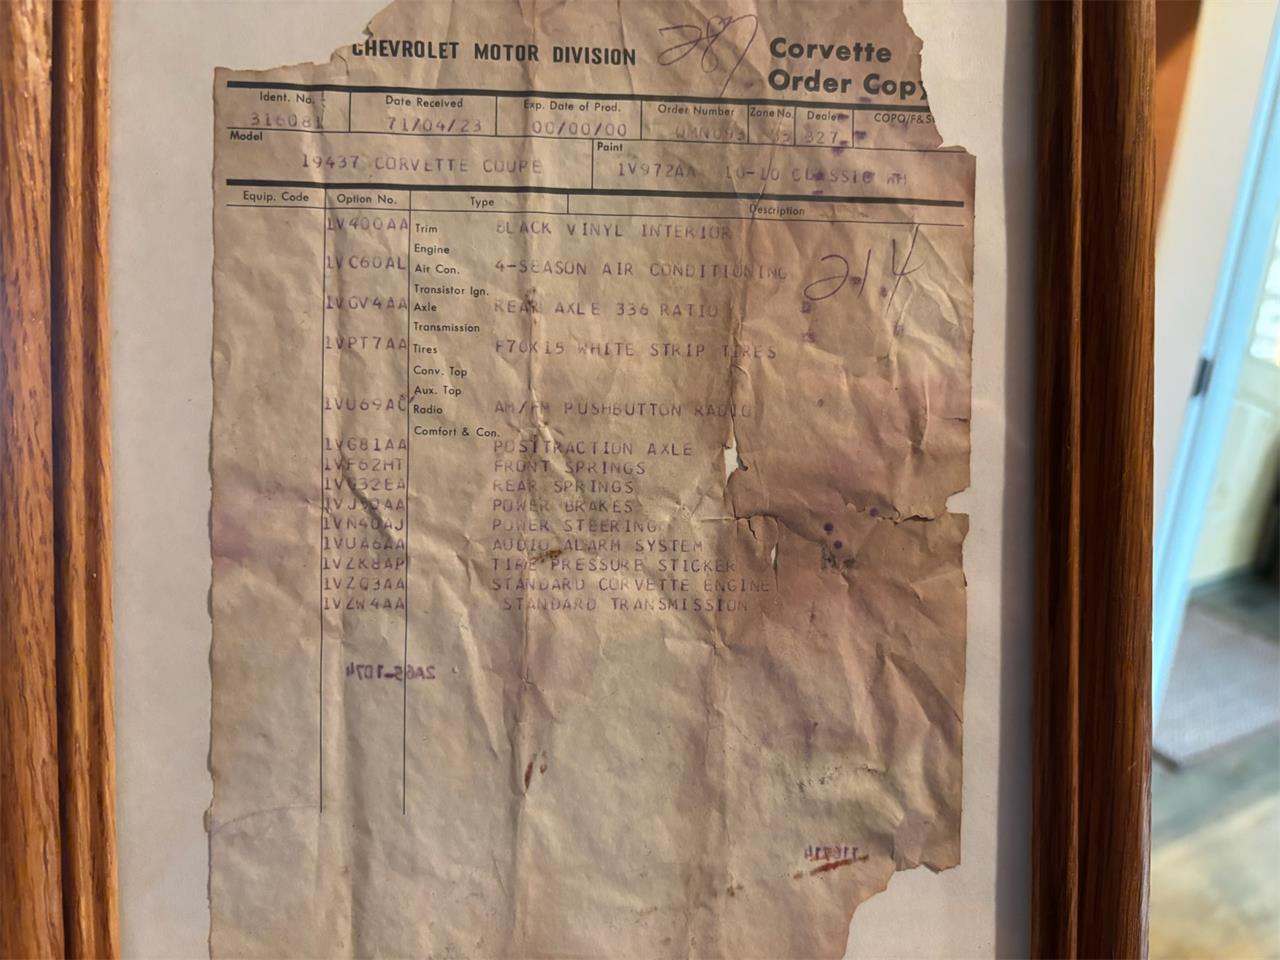 CHEVROLET MOTOR DIVISION
287
Corvette
Order Copy
Ident. No.
Date Received
Exp. Date of Prod.
Order Number
Zone No.
Dealer
COPO/F&S
71/04/23
00/00/00
327
Model
19437 CORVETTE COUPE
Paint
1V972AA 10-10 CLASSIC WHI
Equip. Code
Option No.
Type
Description
1V400AA Trim BLACK VINYL INTERIOR
Engine
1VC60AL Air Con. 4-SEASON AIR CONDITIONING
Transistor Ign.
1VGV4AA Axle REAR AXLE 336 RATIO
Transmission
1VPT7AA Tires F70X15 WHITE STRIP TIRES
Conv. Top
Aux. Top
1VU69AC Radio AM/FM PUSHBUTTON RADIO
Comfort & Con.
1VG81AA POSITRACTION AXLE
1VF62HT FRONT SPRINGS
1VG32EA REAR SPRINGS
1VJ50AA POWER BRAKES
1VN40AJ POWER STEERING
1VUA6AA AUDIO ALARM SYSTEM
1VZK8AP TIRE PRESSURE STICKER
1VZQ3AA STANDARD CORVETTE ENGINE
1VZW4AA STANDARD TRANSMISSION
214